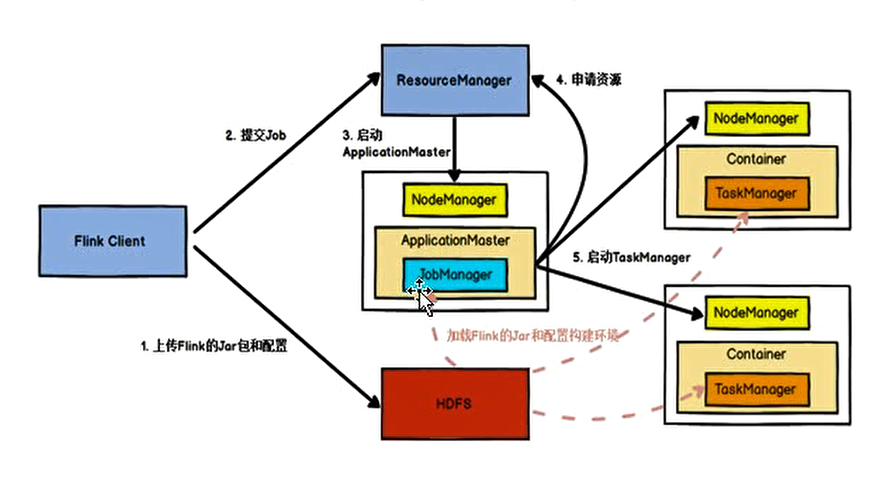 ResourceManager
4. 申请资源
2. 提交Job
3. 启动
ApplicationMaster
NodeManager
Container
TaskManager
NodeManager
Flink Client
ApplicationMaster
JobManager
5. 启动TaskManager
1. 上传Flink的Jar包和配置
加载Flink的Jar和配置构建环境
NodeManager
Container
TaskManager
HDFS